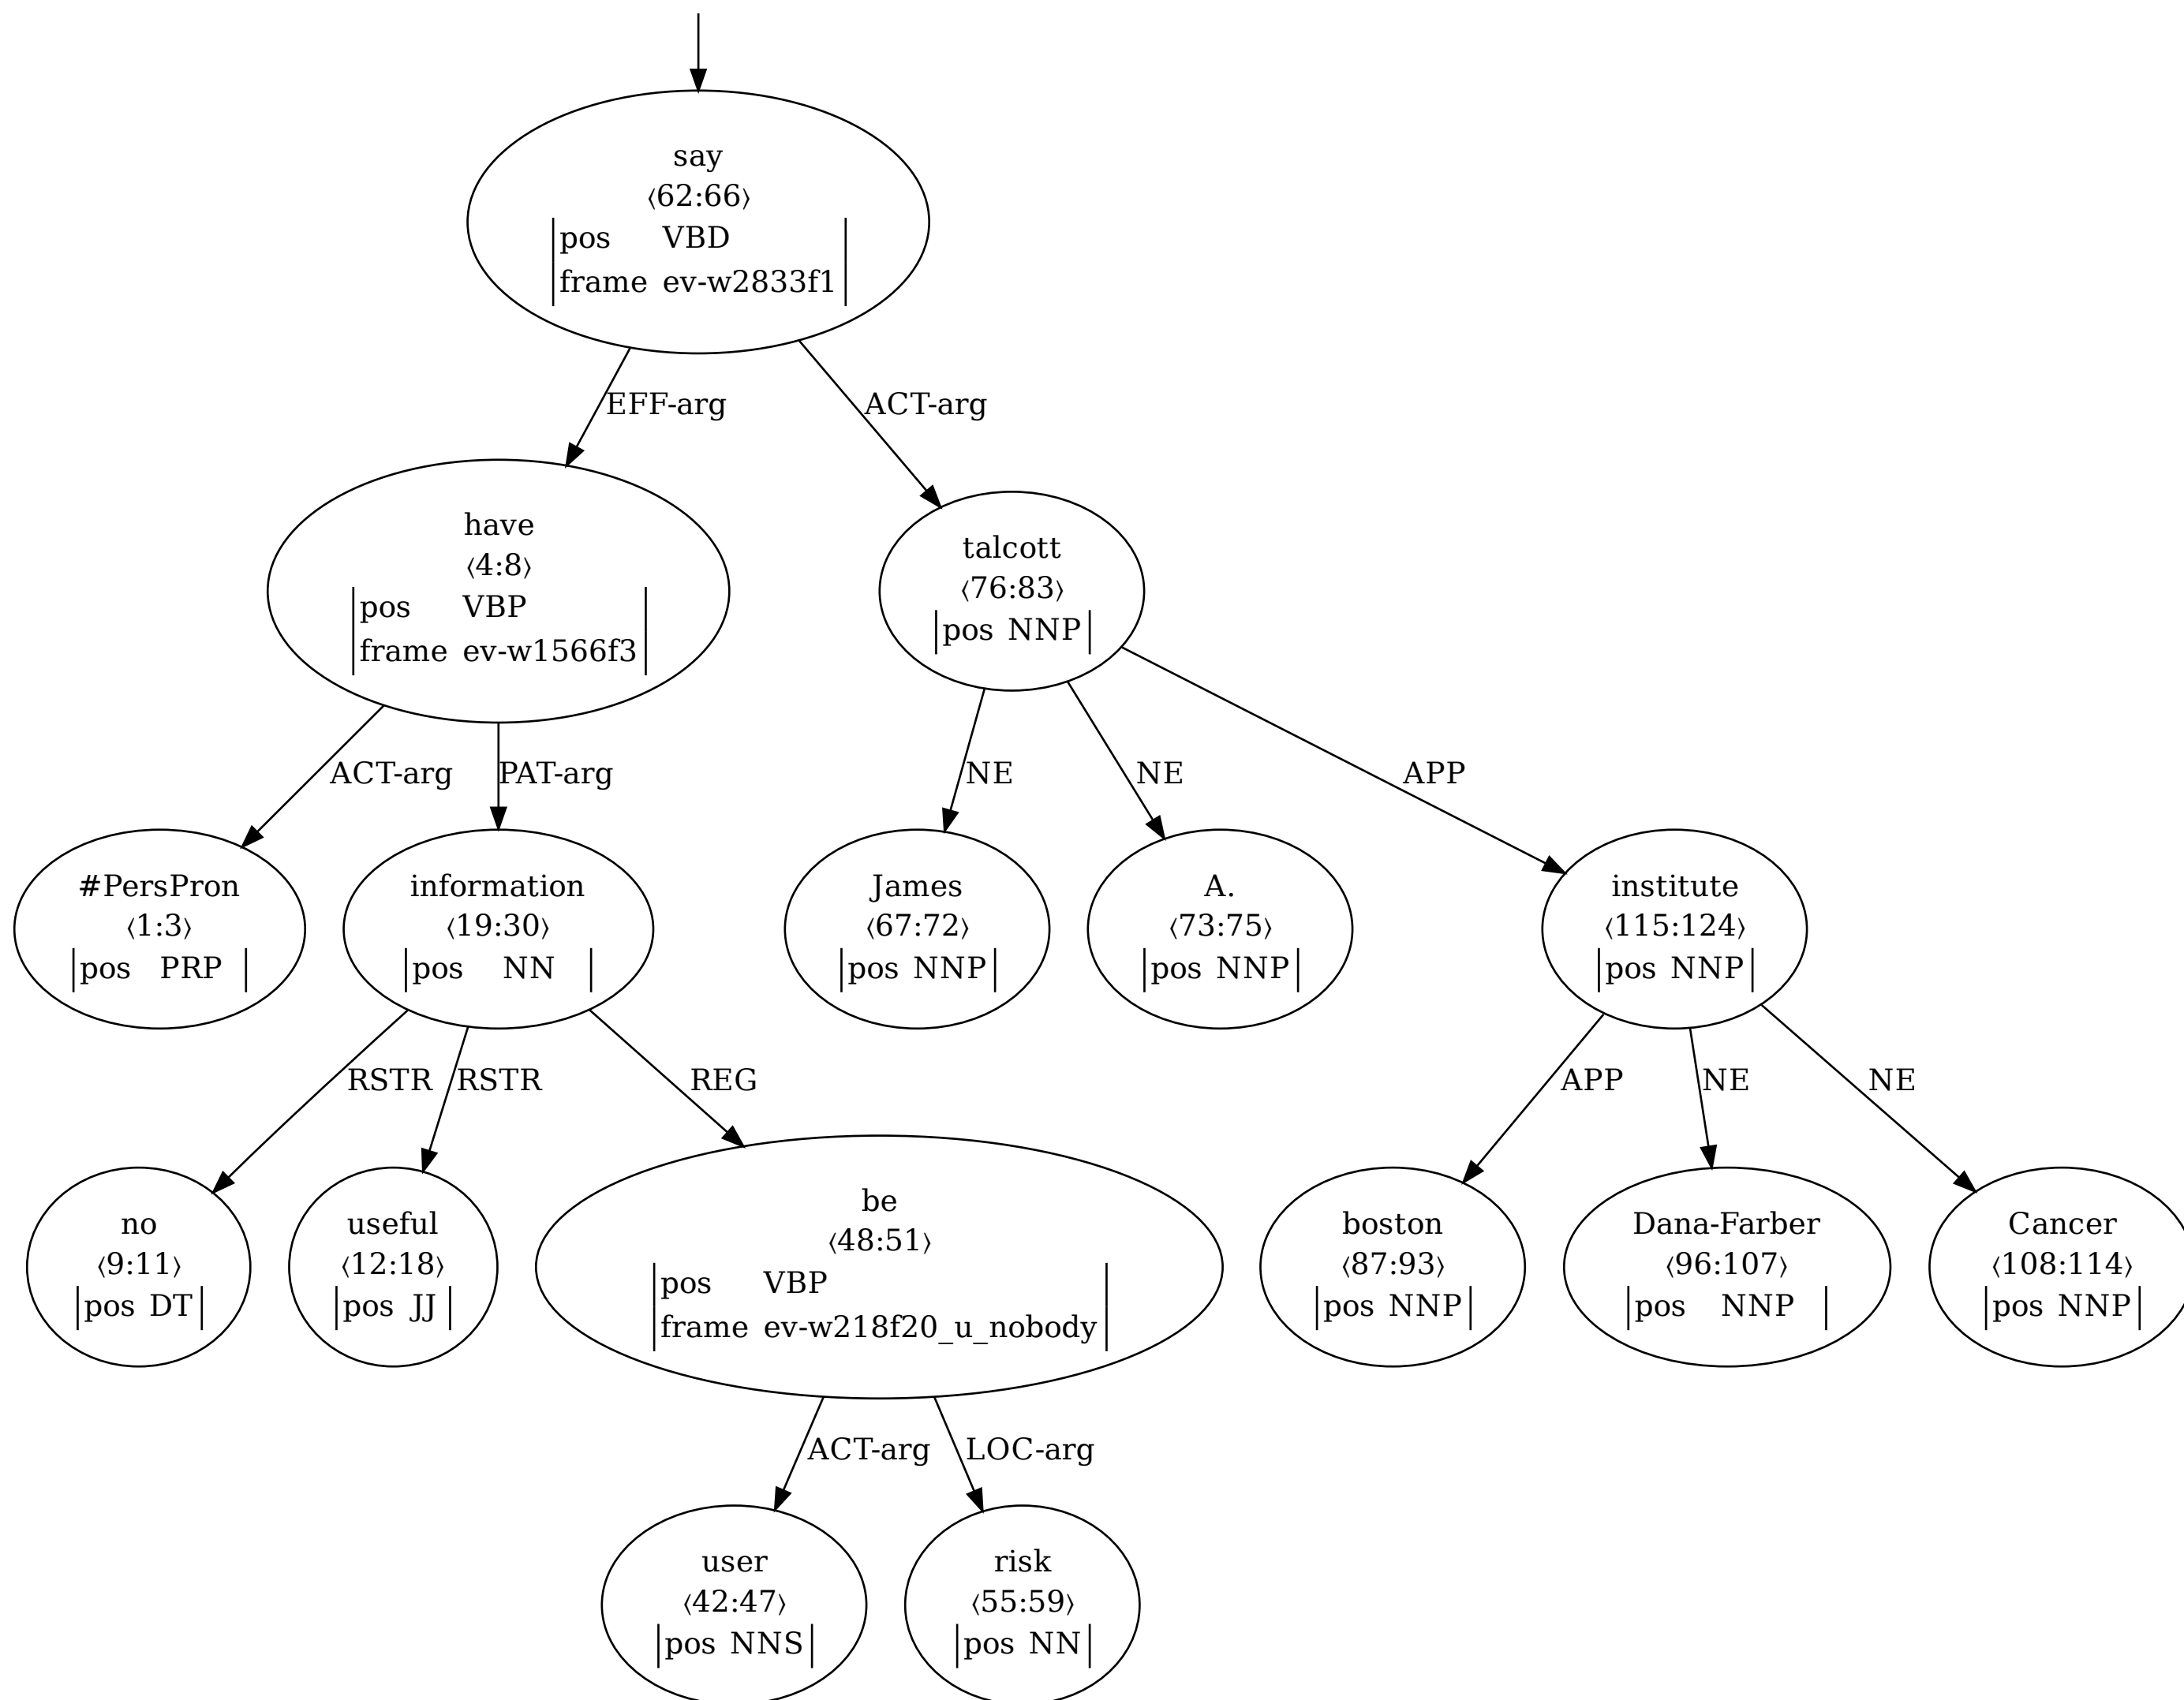 say
⟨62:66⟩
pos VBD
frame ev-w2833f1
EFF-arg
ACT-arg
have
⟨4:8⟩
pos VBP
frame ev-w1566f3
talcott
⟨76:83⟩
pos NNP
ACT-arg
PAT-arg
NE
NE
APP
#PersPron
⟨1:3⟩
pos PRP
information
⟨19:30⟩
pos NN
James
⟨67:72⟩
pos NNP
A.
⟨73:75⟩
pos NNP
institute
⟨115:124⟩
pos NNP
RSTR
RSTR
REG
APP
NE
NE
no
⟨9:11⟩
pos DT
useful
⟨12:18⟩
pos JJ
be
⟨48:51⟩
pos VBP
frame ev-w218f20_u_nobody
boston
⟨87:93⟩
pos NNP
Dana-Farber
⟨96:107⟩
pos NNP
Cancer
⟨108:114⟩
pos NNP
ACT-arg
LOC-arg
user
⟨42:47⟩
pos NNS
risk
⟨55:59⟩
pos NN